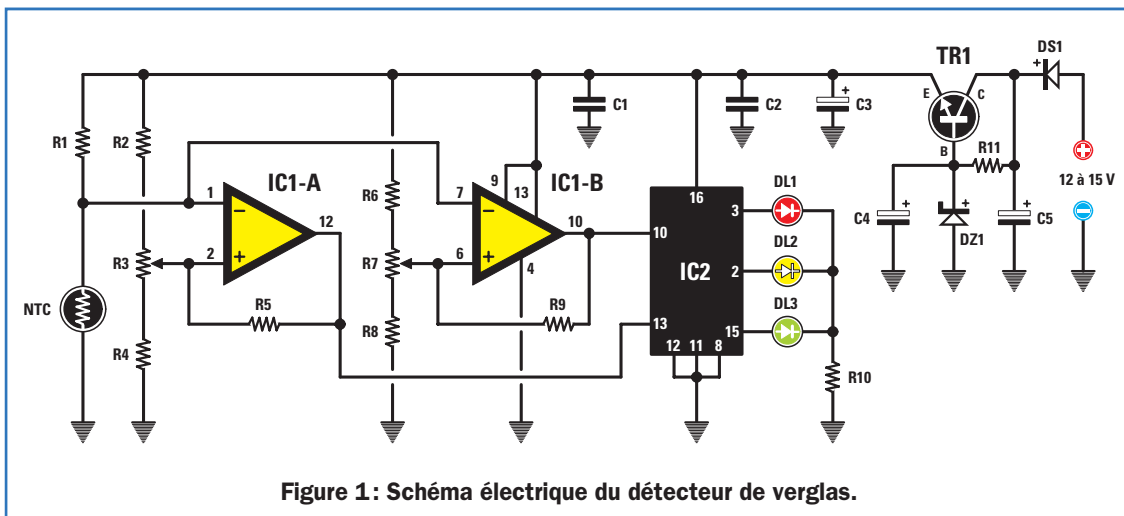 TR1
DS1
+
E
C
C1
C2
+
C3
B
R11
12 à 15 V
+
C4
+
DZ1
+
C5
R1
R2
1
IC1-A
12
2
R3
R5
NTC
R4
R6
9
13
IC1-B
7
10
6
4
R7
R9
R8
16
3
DL1
10
2
DL2
IC2
DL3
13
15
12
11
8
R10
Figure 1: Schéma électrique du détecteur de verglas.